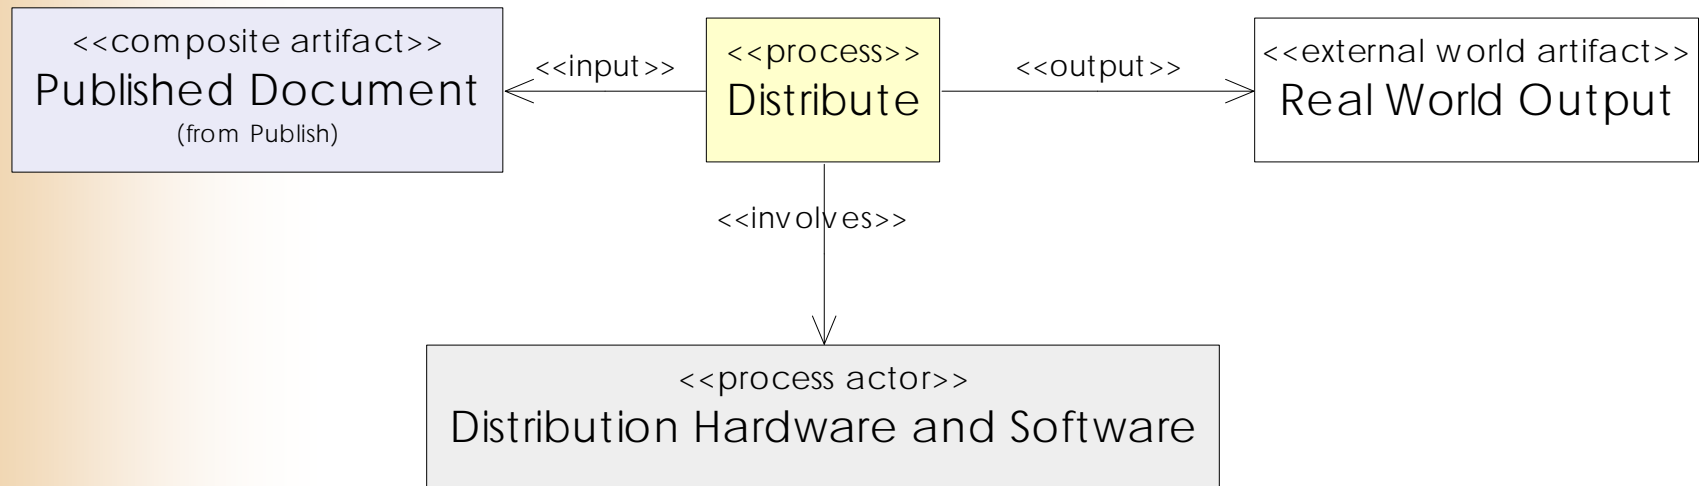 <<composite artifact>>
Published Document
(from Publish)
<<input>>
<<process>>
Distribute
<<output>>
<<external world artifact>>
Real World Output
<<involves>>
<<process actor>>
Distribution Hardware and Software